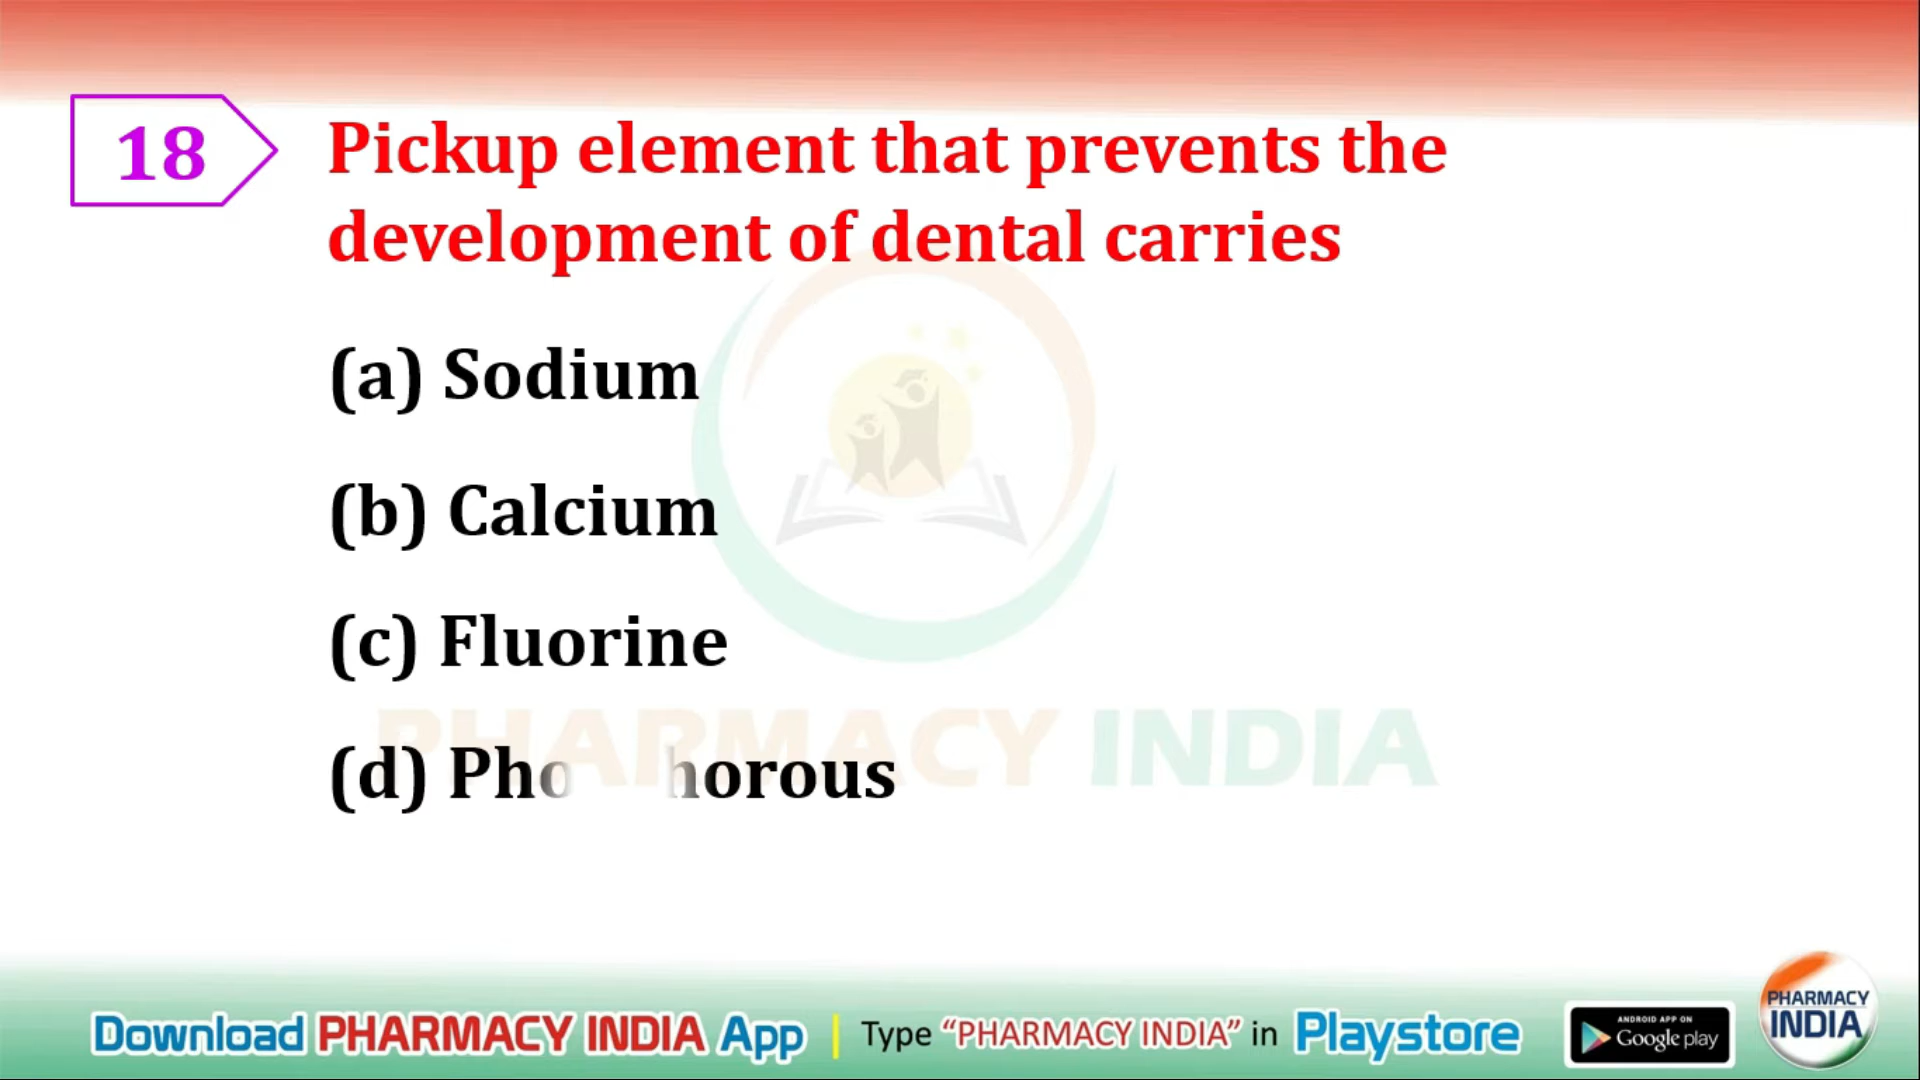 18
Pickup element that prevents the
development of dental carries
(a) Sodium
(b) Calcium
(c) Fluorine
(d) Pho horous
PHARMACY INDIA
Download PHARMACY INDIA App | Type “PHARMACY INDIA” in Playstore
ANDROID APP ON
Google play
PHARMACY
INDIA